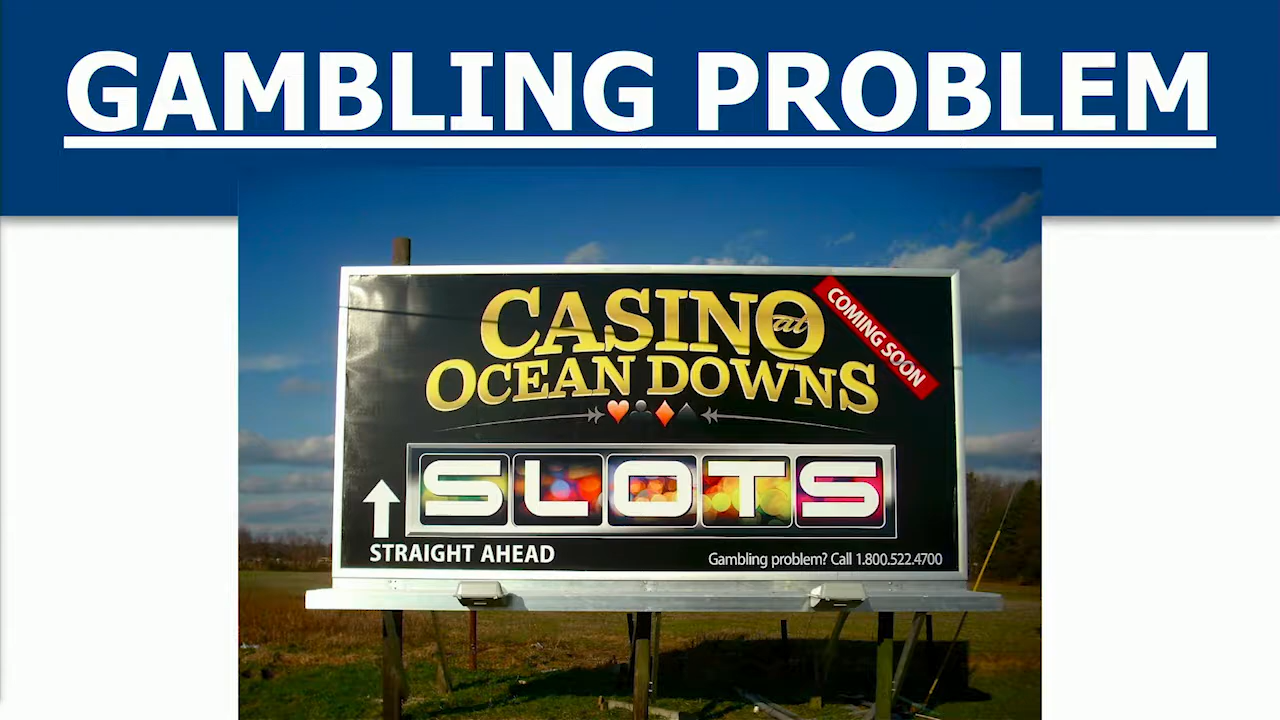 GAMBLING PROBLEM
CASINO at
OCEAN DOWNS
COMING SOON
SLOTS
STRAIGHT AHEAD
Gambling problem? Call 1.800.522.4700